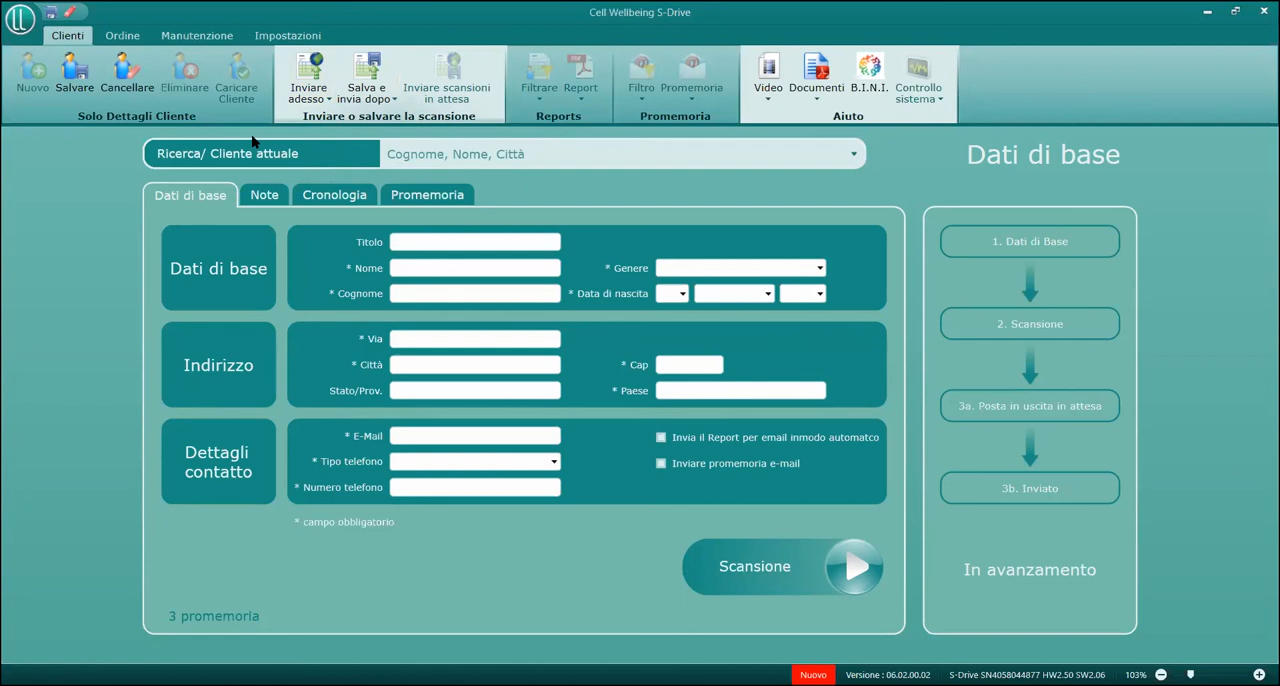 Cell Wellbeing S-Drive
Clienti Ordine Manutenzione Impostazioni
Nuovo Salvare Cancellare Eliminare Caricare Cliente
Solo Dettagli Cliente
Inviare adesso Salva e invia dopo Inviare scansioni in attesa
Inviare o salvare la scansione
Filtrare Report
Reports
Filtro Promemoria
Promemoria
Video Documenti B.I.N.I. Controllo sistema
Aiuto
Ricerca/ Cliente attuale Cognome, Nome, Città
Dati di base
Dati di base Note Cronologia Promemoria
Dati di base
Titolo
* Nome * Genere
* Cognome * Data di nascita
Indirizzo
* Via
* Città * Cap
Stato/Prov. * Paese
Dettagli contatto
* E-Mail Invia il Report per email inmodo automatco
* Tipo telefono Inviare promemoria e-mail
* Numero telefono
* campo obbligatorio
Scansione
3 promemoria
1. Dati di Base
2. Scansione
3a. Posta in uscita in attesa
3b. Inviato
In avanzamento
Nuovo Versione : 06.02.00.02 S-Drive SN4058044877 HW2.50 SW2.06 103%